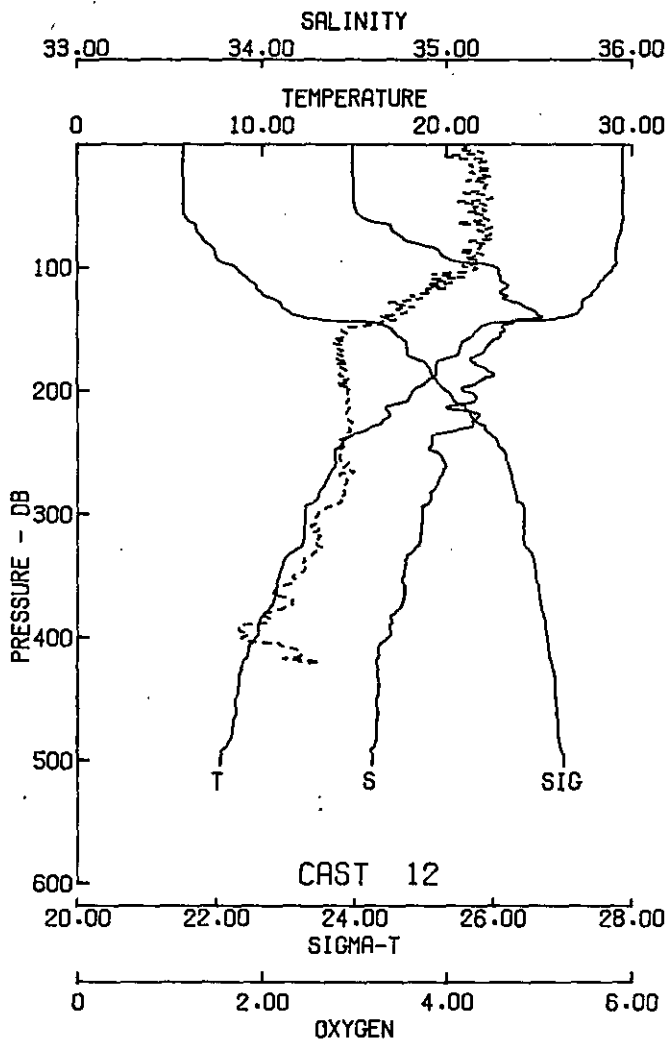 SALINITY
33.00 34.00 35.00 36.00
TEMPERATURE
0 10.00 20.00 30.00
100
200
300
400
500
600
PRESSURE - DB
T S SIG
CAST 12
20.00 22.00 24.00 26.00 28.00
SIGMA-T
0 2.00 4.00 6.00
OXYGEN